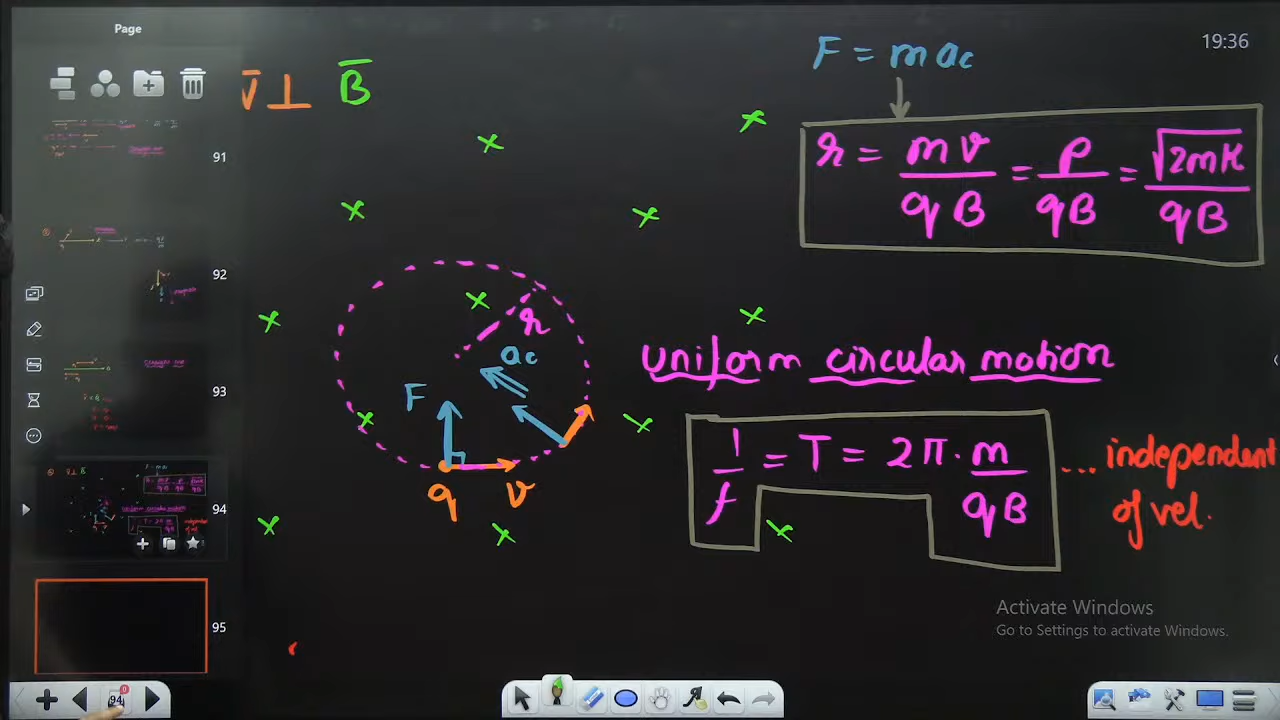 Page
19:36
v̄ ⊥ B̄
F = mac
r = mv/qB = p/qB = √2mK/qB
91
92
93
94
95
r
ac
F
q
v
uniform circular motion
1/f = T = 2π · m/qB ... independent of vel.
Activate Windows
Go to Settings to activate Windows.
94